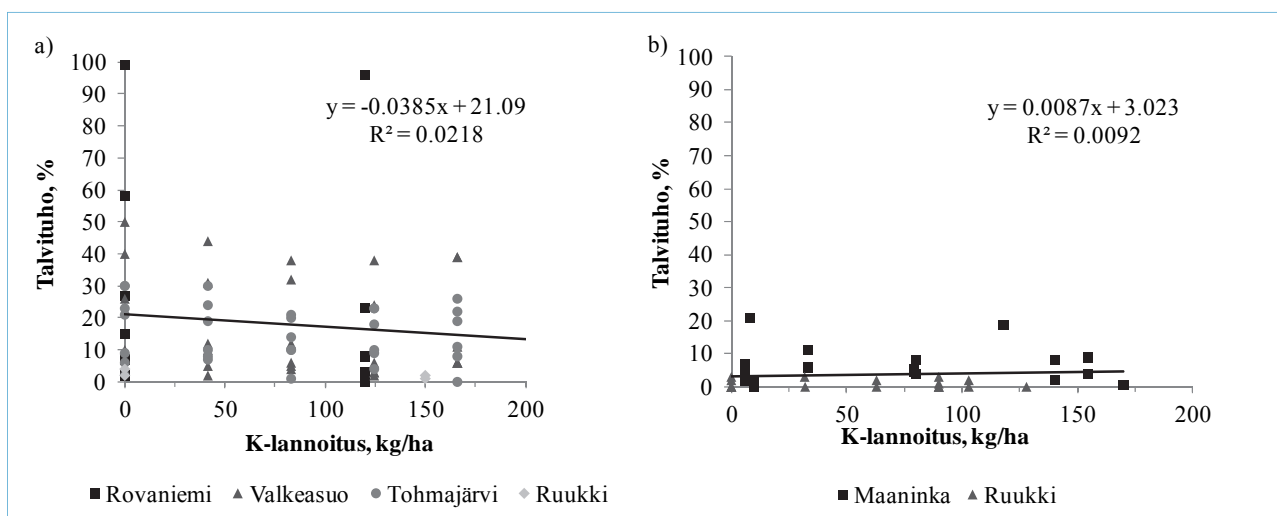 a)
100
90
80
70
60
50
40
30
20
10
0
Talvituho, %
y = -0.0385x + 21.09
R² = 0.0218
0 50 100 150 200
K-lannoitus, kg/ha
■ Rovaniemi ▲ Valkeasuo ● Tohmajärvi ◆ Ruukki
b)
100
90
80
70
60
50
40
30
20
10
0
Talvituho, %
y = 0.0087x + 3.023
R² = 0.0092
0 50 100 150 200
K-lannoitus, kg/ha
■ Maaninka ▲ Ruukki